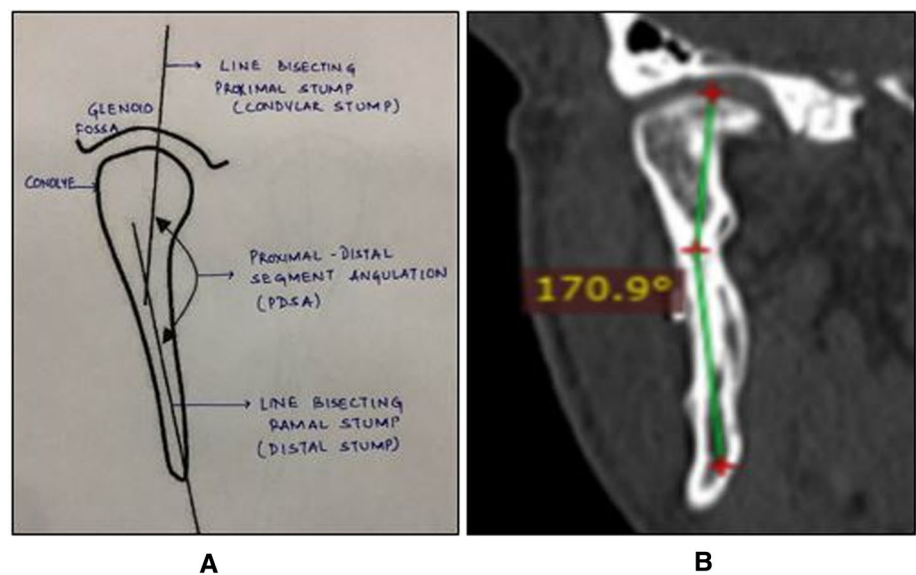 LINE BISECTING
PROXIMAL STUMP
(CONDYLAR STUMP)
GLENOID
FOSSA
CONDLYE
PROXIMAL - DISTAL
SEGMENT ANGULATION
(PDSA)
LINE BISECTING
RAMAL STUMP
(DISTAL STUMP)
170.9°
A
B